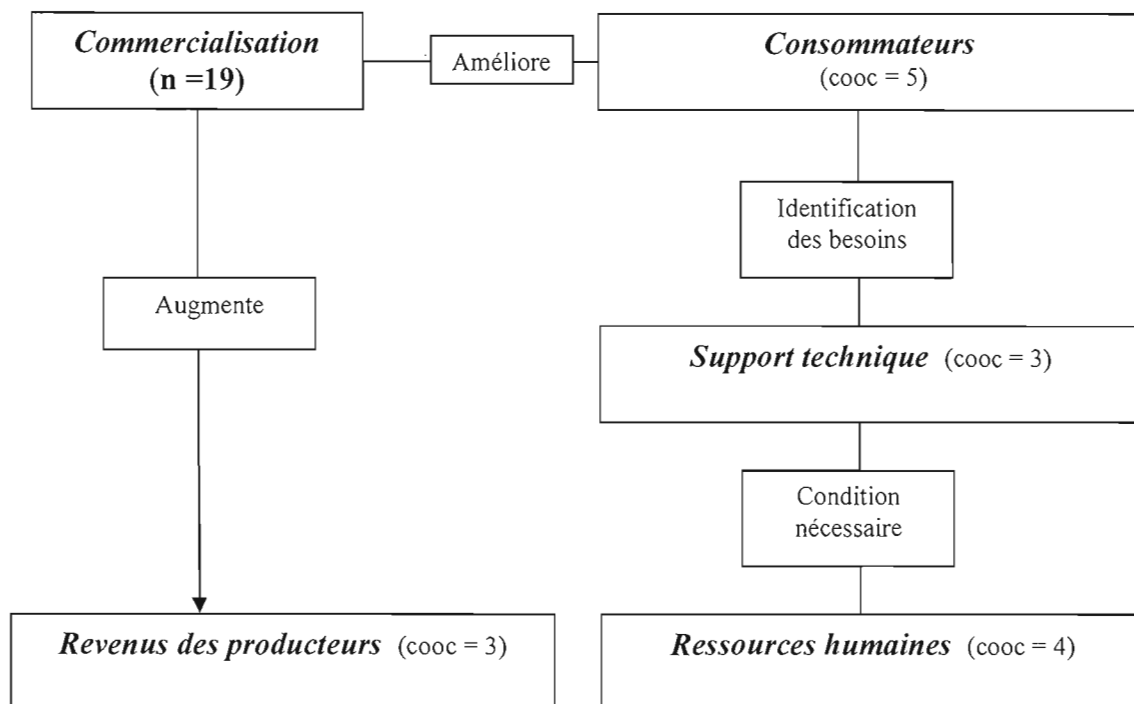 Commercialisation
(n =19)
Améliore
Consommateurs
(cooc = 5)
Identification
des besoins
Augmente
Support technique (cooc = 3)
Condition
nécessaire
Revenus des producteurs (cooc = 3)
Ressources humaines (cooc = 4)